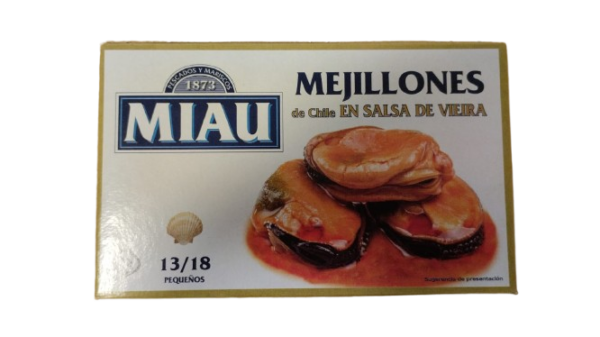 PESCADOS Y MARISCOS
1873
MIAU
MEJILLONES
de Chile EN SALSA DE VIEIRA
13/18
PEQUEÑOS
Sugerencia de presentación